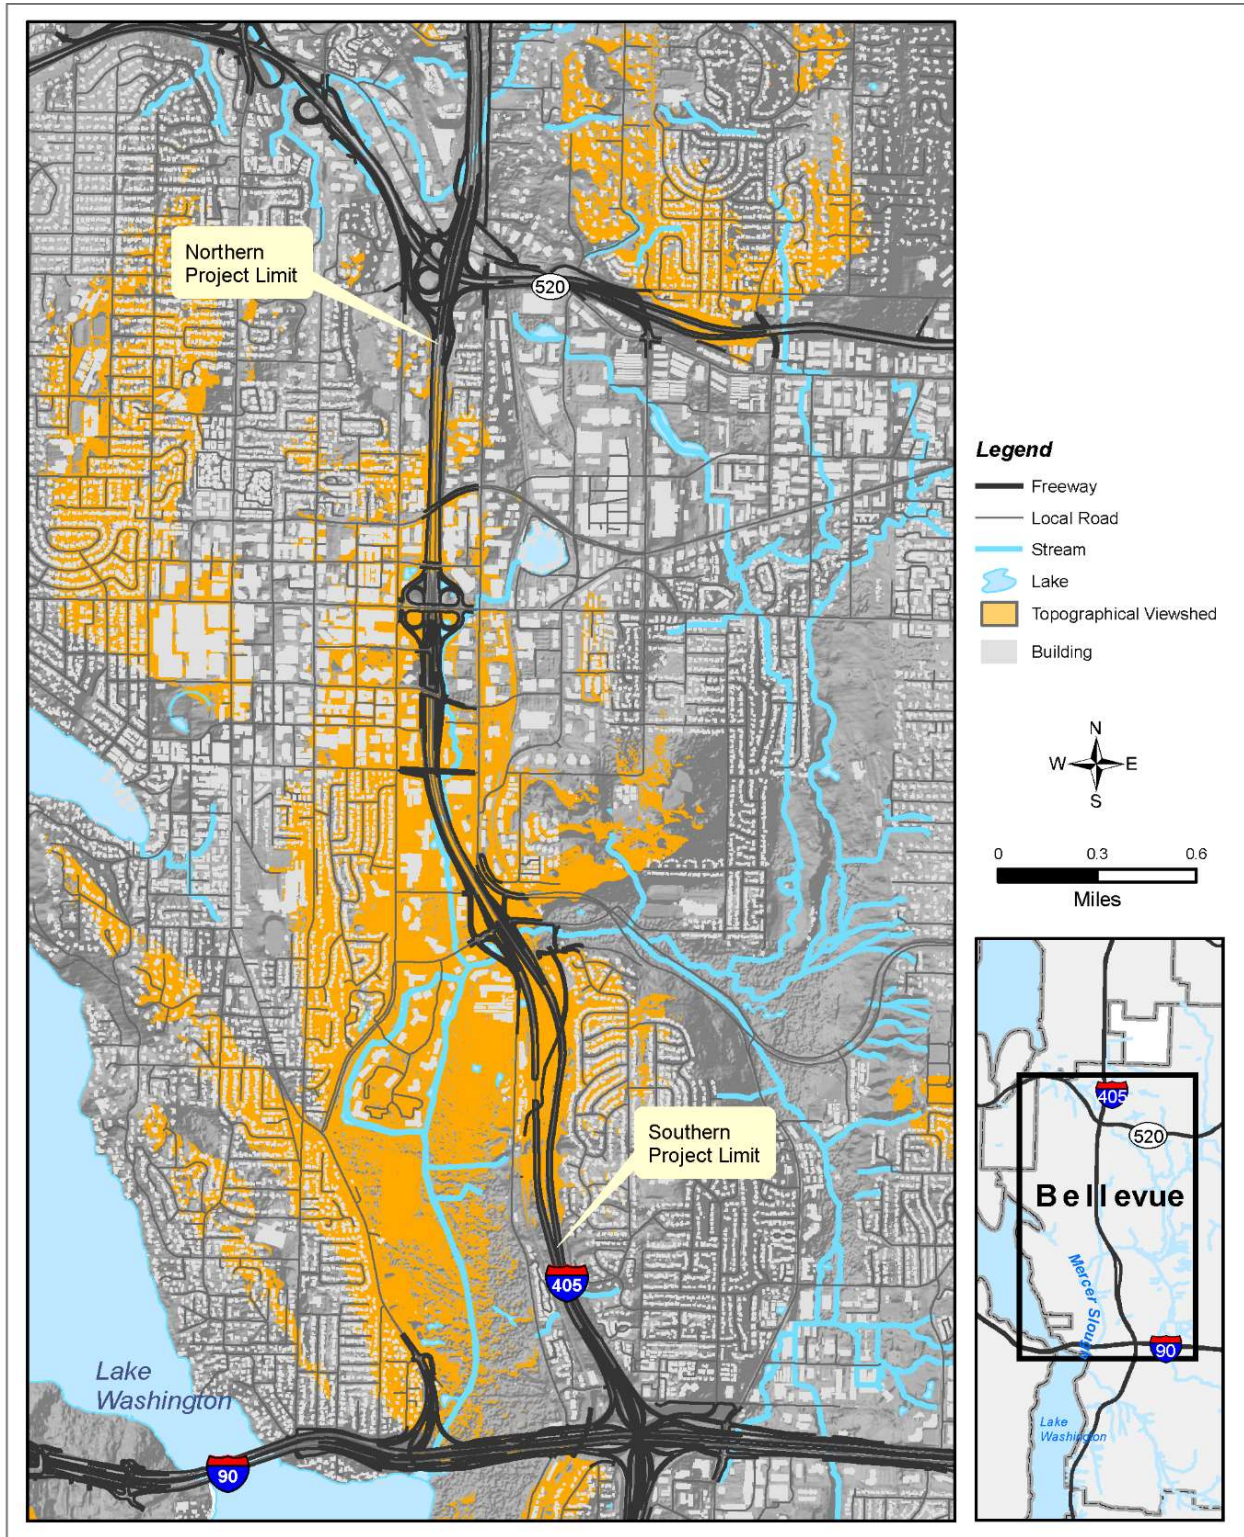 Northern
Project Limit
520
Southern
Project Limit
405
Lake
Washington
90
Legend
Freeway
Local Road
Stream
Lake
Topographical Viewshed
Building
N
W E
S
0 0.3 0.6
Miles
405
520
Bellevue
Mercer Slough
90
Lake
Washington